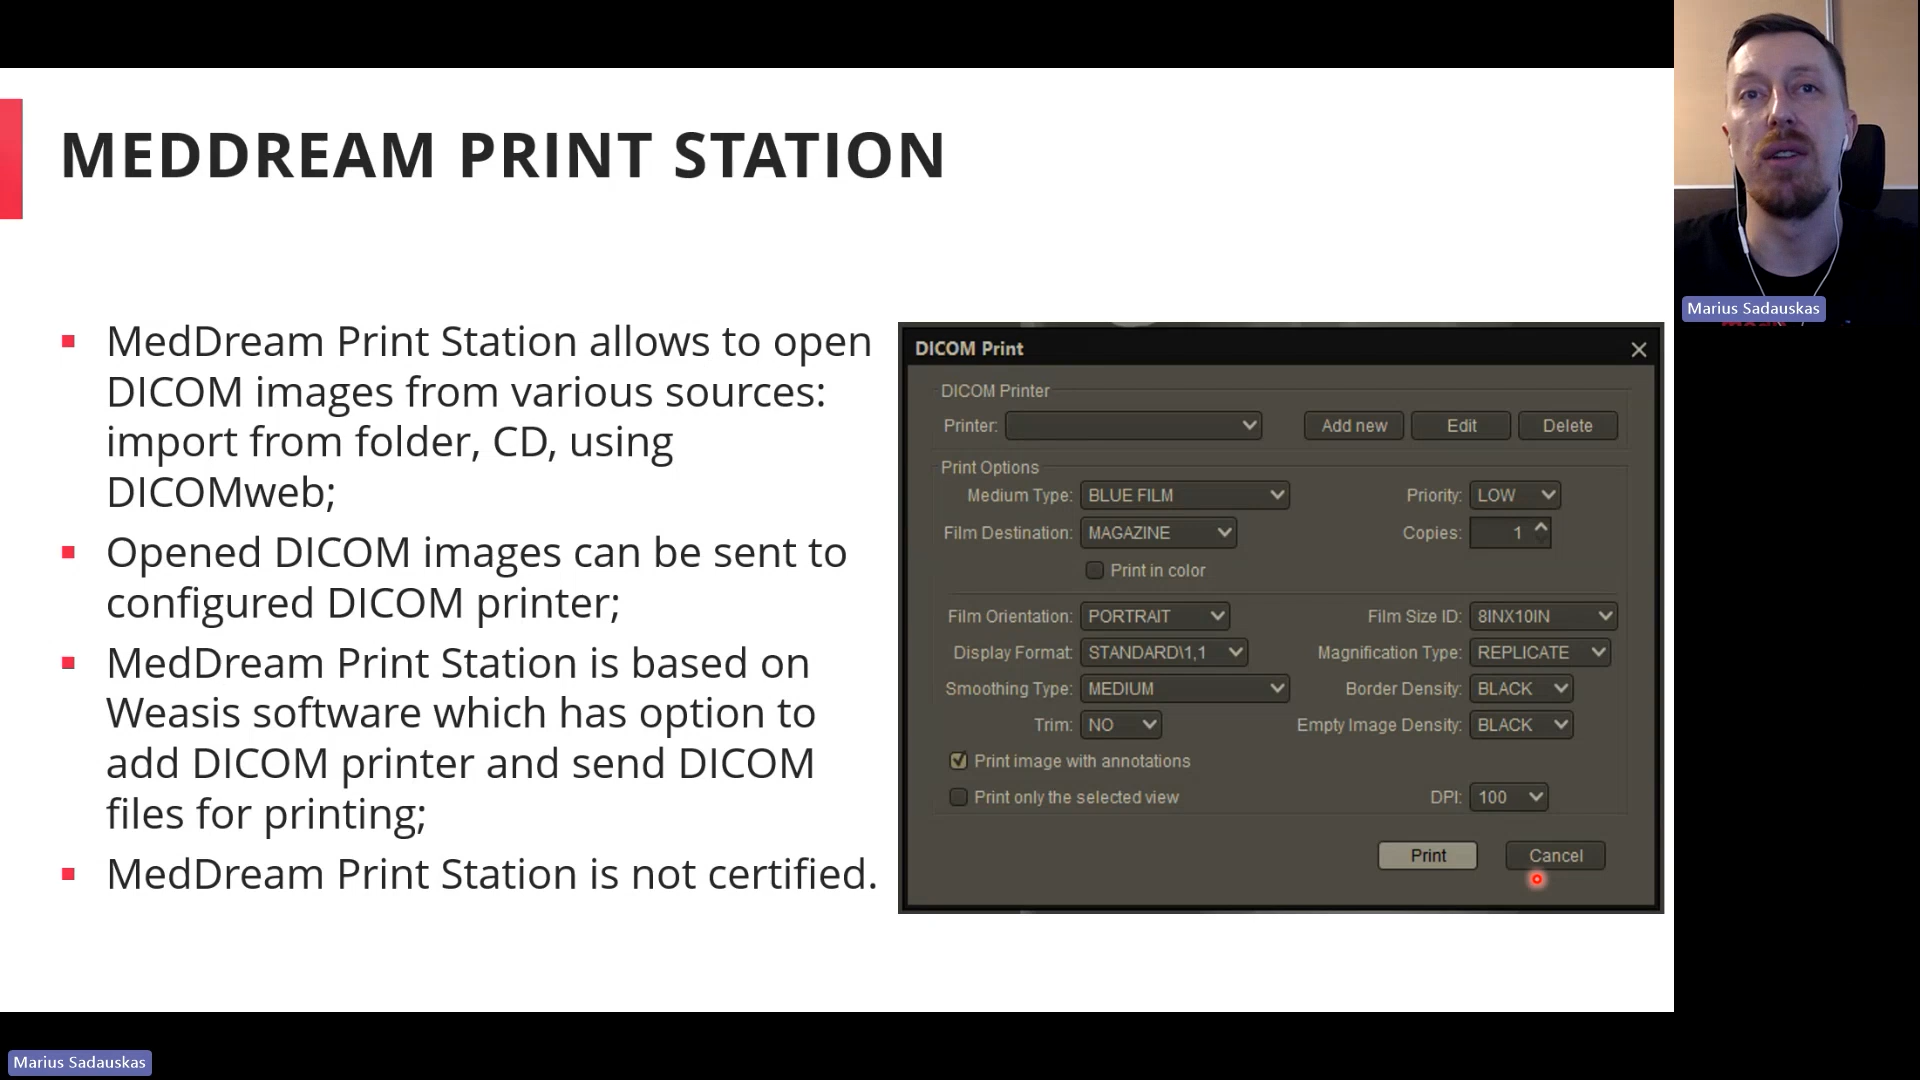 MEDDREAM PRINT STATION
MedDream Print Station allows to open
DICOM images from various sources:
import from folder, CD, using
DICOMweb;
Opened DICOM images can be sent to
configured DICOM printer;
MedDream Print Station is based on
Weasis software which has option to
add DICOM printer and send DICOM
files for printing;
MedDream Print Station is not certified.
DICOM Print
DICOM Printer
Printer: Add new Edit Delete
Print Options
Medium Type: BLUE FILM Priority: LOW
Film Destination: MAGAZINE Copies: 1
Print in color
Film Orientation: PORTRAIT Film Size ID: 8INX10IN
Display Format: STANDARD\1,1 Magnification Type: REPLICATE
Smoothing Type: MEDIUM Border Density: BLACK
Trim: NO Empty Image Density: BLACK
Print image with annotations
Print only the selected view DPI: 100
Print Cancel
Marius Sadauskas
Marius Sadauskas